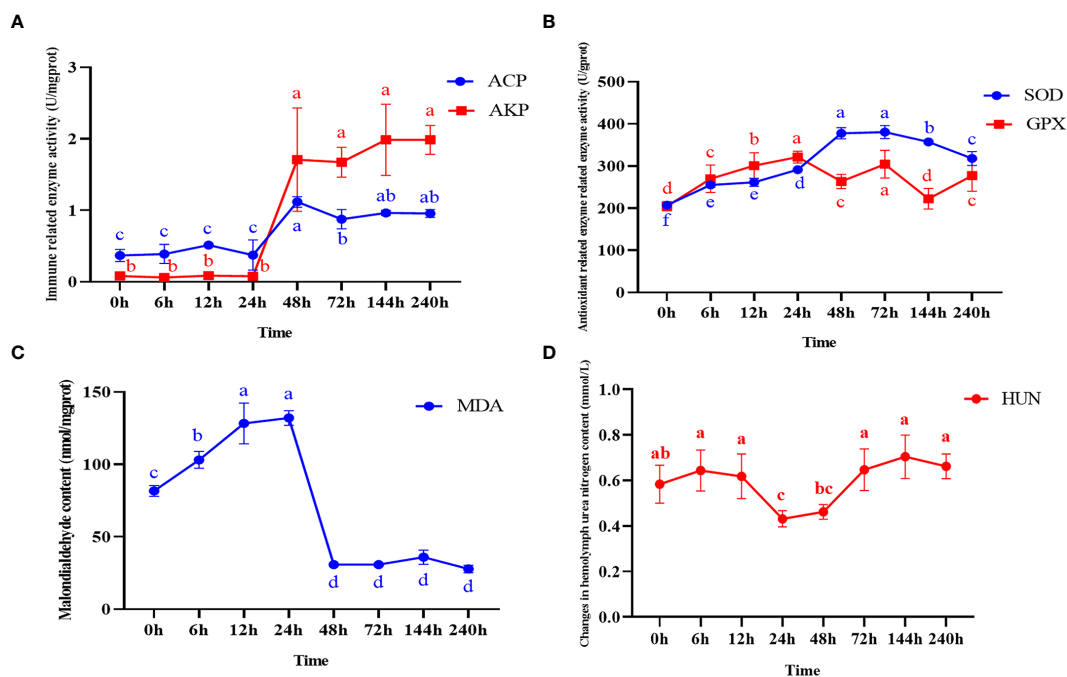 A
Immune related enzyme activity (U/mgprot)
3
2
1
0
ACP
AKP
a a a a
c c c c
a b ab ab
b b b b
0h 6h 12h 24h 48h 72h 144h 240h
Time
B
Antioxidant related enzyme related enzyme activity (U/gprot)
500
400
300
200
100
0
SOD
GPX
a a b c
d c b a
f e e d
c a d c
0h 6h 12h 24h 48h 72h 144h 240h
Time
C
Malondialdehyde content (nmol/mgprot)
150
100
50
0
MDA
c b a a
d d d d
0h 6h 12h 24h 48h 72h 144h 240h
Time
D
Changes in hemolymph urea nitrogen content (mmol/L)
1.0
0.8
0.6
0.4
0.2
0.0
HUN
ab a a c bc a a a
0h 6h 12h 24h 48h 72h 144h 240h
Time